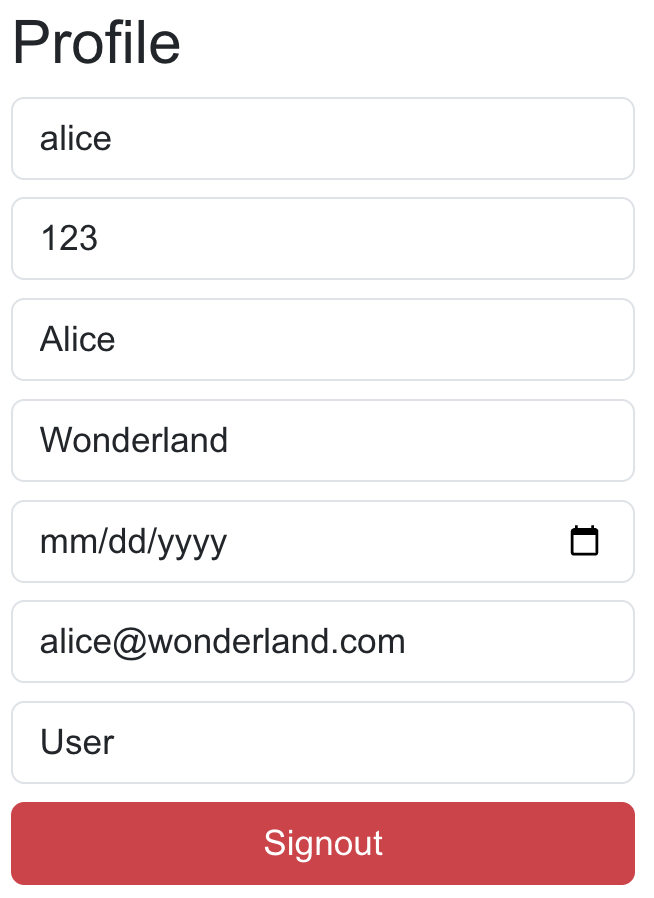 Profile
alice
123
Alice
Wonderland
mm/dd/yyyy
alice@wonderland.com
User
Signout